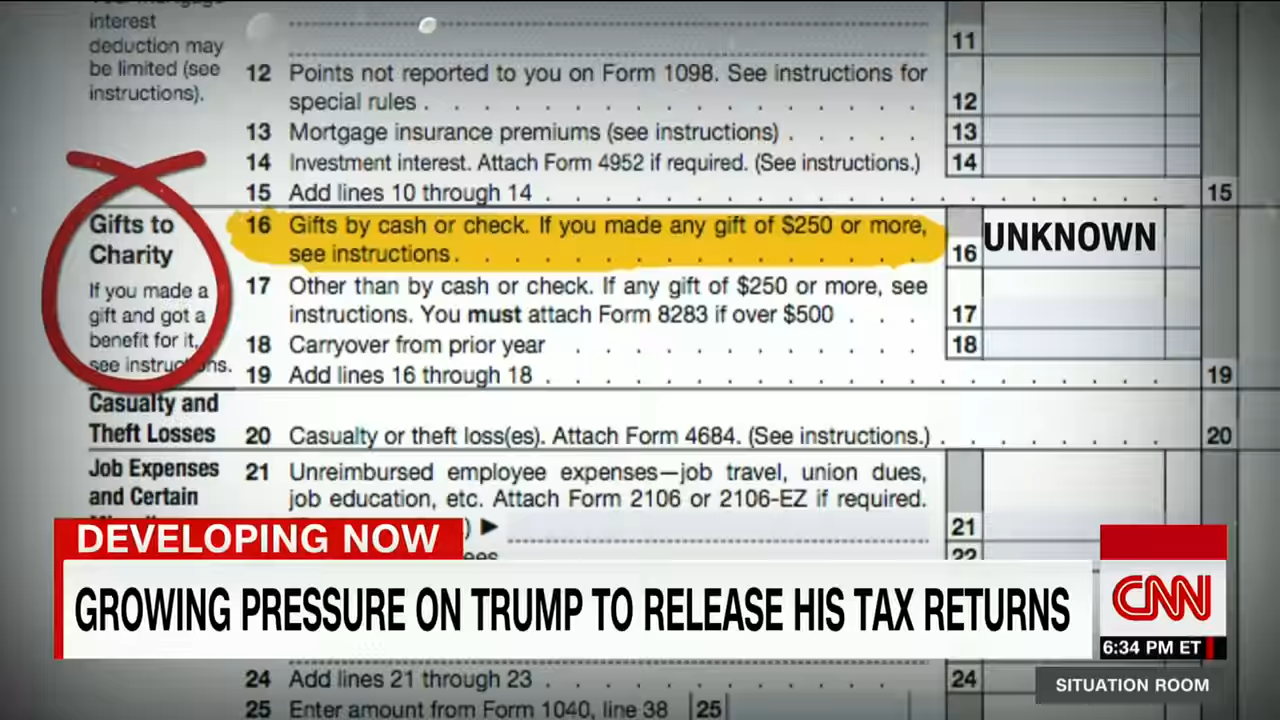 Your mortgage
interest
deduction may
be limited (see
instructions).
11
12 Points not reported to you on Form 1098. See instructions for
special rules . . . . . . . . . . . . . . 12
13 Mortgage insurance premiums (see instructions) . . . . . 13
14 Investment interest. Attach Form 4952 if required. (See instructions.) 14
15 Add lines 10 through 14 . . . . . . . . . . . . . . . . . 15
Gifts to
Charity
If you made a
gift and got a
benefit for it,
see instructions.
16 Gifts by cash or check. If you made any gift of $250 or more,
see instructions. . . . . . . . . . . . . . 16 UNKNOWN
17 Other than by cash or check. If any gift of $250 or more, see
instructions. You must attach Form 8283 if over $500 . . . 17
18 Carryover from prior year . . . . . . . . . . . . 18
19 Add lines 16 through 18 . . . . . . . . . . . . . . . . . 19
Casualty and
Theft Losses
20 Casualty or theft loss(es). Attach Form 4684. (See instructions.) . . . . . . . . 20
Job Expenses
and Certain
21 Unreimbursed employee expenses—job travel, union dues,
job education, etc. Attach Form 2106 or 2106-EZ if required.
) ► 21
22
DEVELOPING NOW
GROWING PRESSURE ON TRUMP TO RELEASE HIS TAX RETURNS
CNN
6:34 PM ET
SITUATION ROOM
24 Add lines 21 through 23 . . . . . . . . . . . . . 24
25 Enter amount from Form 1040, line 38 25